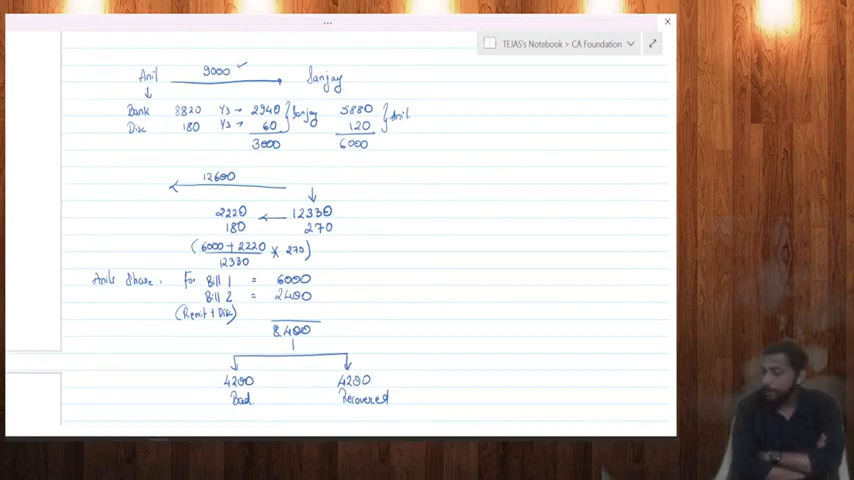 TEJAS's Notebook > CA Foundation
Anil 9000 ✓ Sanjay
Bank 8820 1/3 → 2940 } Sanjay 5880 } Anil
Disc 180 1/3 → 60 120
3000 6000
12600
2220 ← 12330
180 270
(6000 + 2220 / 12330 * 270)
Anils Share. For Bill 1 = 6000
Bill 2 = 2400
(Remit + Disc)
8400
4200 4200
Bad. Recovered